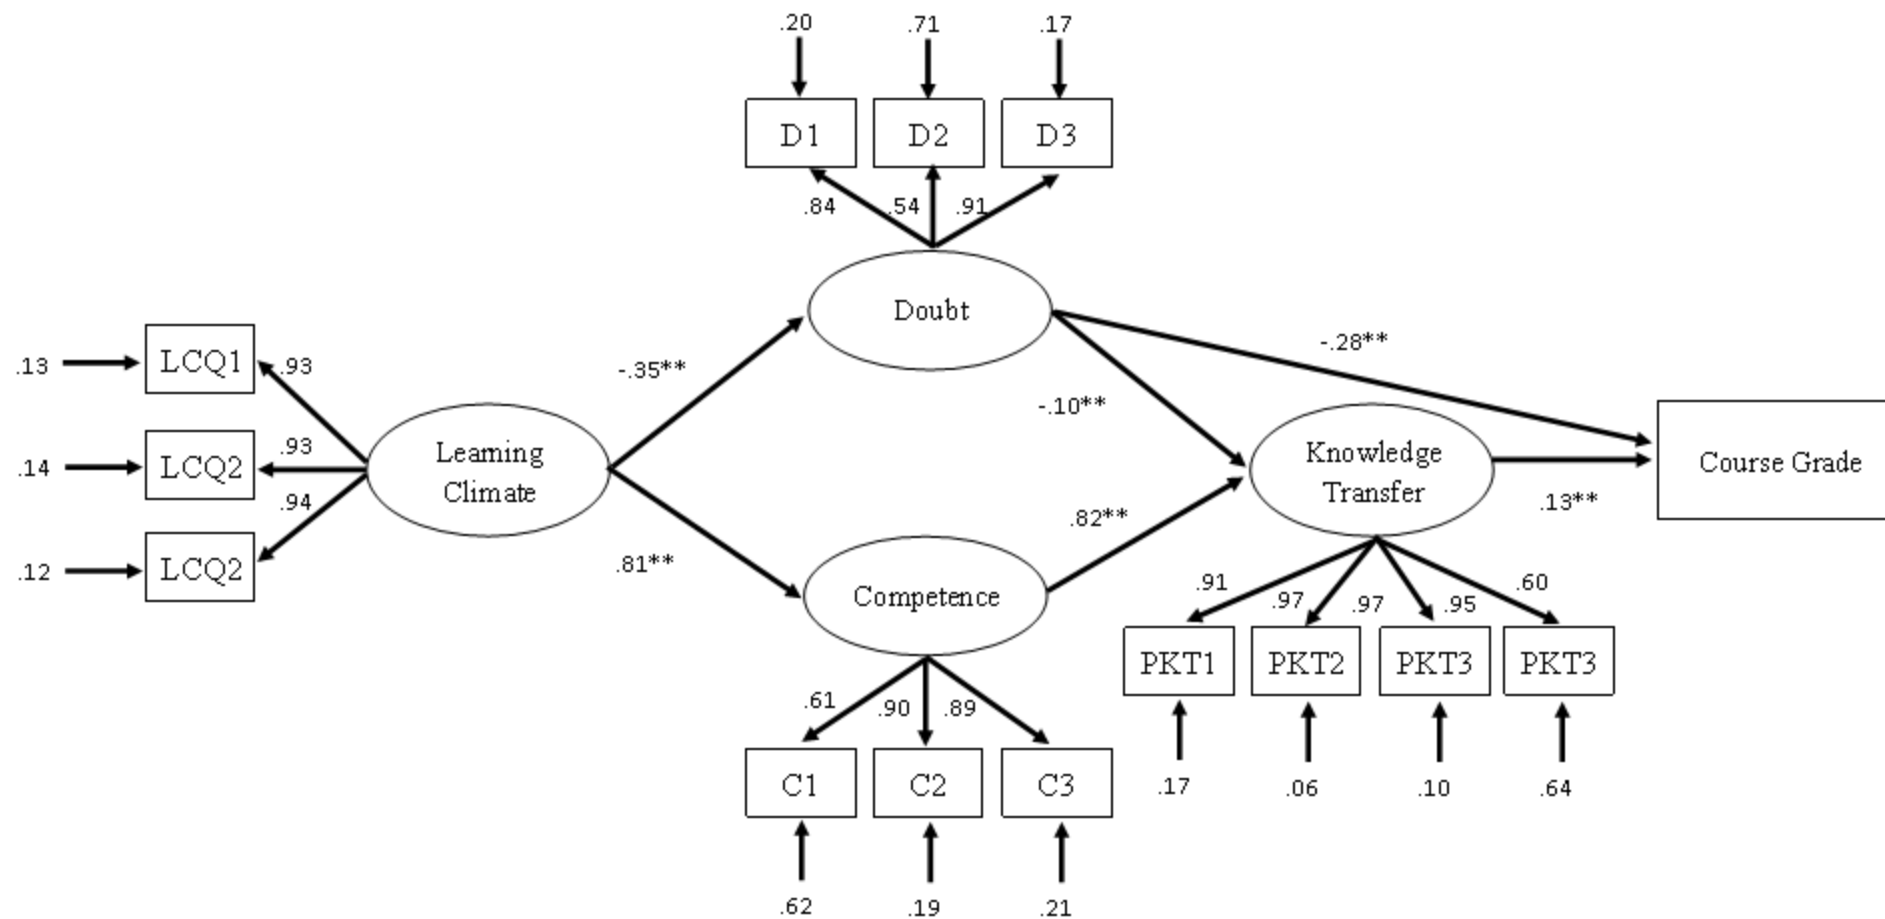 .20
.71
.17
D1
D2
D3
.84
.54
.91
Doubt
-.28**
.13
LCQ1
.93
-.35**
-.10**
.14
LCQ2
.93
Learning
Climate
Knowledge
Transfer
Course Grade
.94
.13**
.12
LCQ2
.81**
.82**
Competence
.91
.97
.97
.95
.60
PKT1
PKT2
PKT3
PKT3
.61
.90
.89
C1
C2
C3
.17
.06
.10
.64
.62
.19
.21